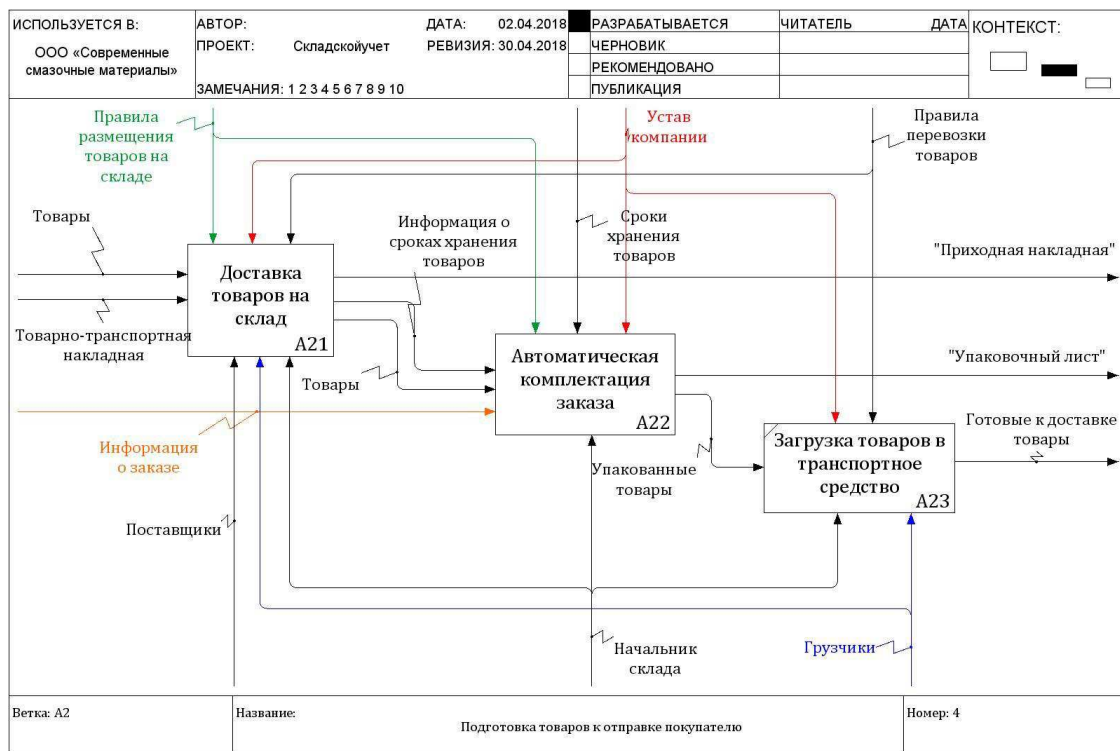 ИСПОЛЬЗУЕТСЯ В:
ООО «Современные
смазочные материалы»
АВТОР:
ДАТА: 02.04.2018
ПРОЕКТ: Складскойучет
РЕВИЗИЯ: 30.04.2018
ЗАМЕЧАНИЯ: 1 2 3 4 5 6 7 8 9 10
РАЗРАБАТЫВАЕТСЯ
ЧЕРНОВИК
РЕКОМЕНДОВАНО
ПУБЛИКАЦИЯ
ЧИТАТЕЛЬ
ДАТА
КОНТЕКСТ:
Правила
размещения
товаров на
складе
Устав
компании
Правила
перевозки
товаров
Товары
Информация о
сроках хранения
товаров
Сроки
хранения
товаров
"Приходная накладная"
Доставка
товаров на
склад
A21
Товарно-транспортная
накладная
Товары
Автоматическая
комплектация
заказа
A22
"Упаковочный лист"
Информация
о заказе
Упакованные
товары
Загрузка товаров в
транспортное
средство
A23
Готовые к доставке
товары
Поставщики
Начальник
склада
Грузчики
Ветка: A2
Название:
Подготовка товаров к отправке покупателю
Номер: 4